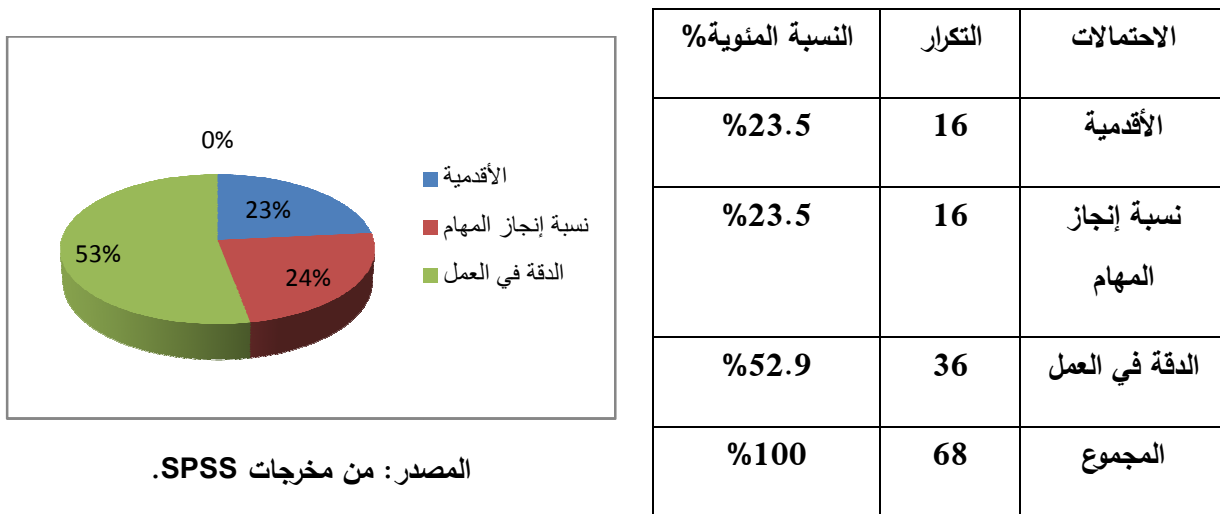 الاحتمالات التكرار النسبة المئوية%
الأقدمية 16 %23.5
نسبة إنجاز المهام 16 %23.5
الدقة في العمل 36 %52.9
المجموع 68 %100
0%
23%
24%
53%
الأقدمية
نسبة إنجاز المهام
الدقة في العمل
المصدر: من مخرجات SPSS.